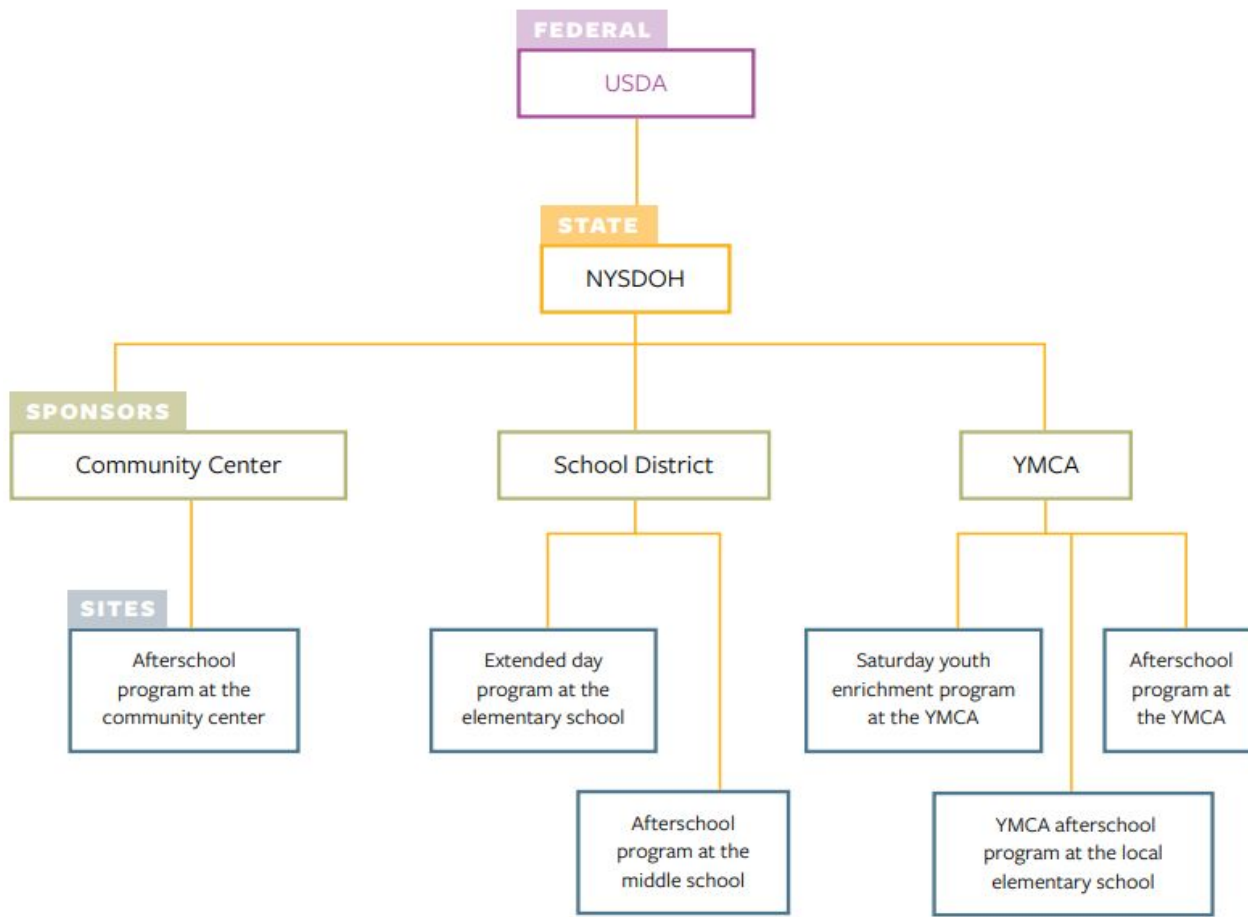 FEDERAL
USDA
STATE
NYSDOH
SPONSORS
Community Center
School District
YMCA
SITES
Afterschool
program at the
community center
Extended day
program at the
elementary school
Saturday youth
enrichment program
at the YMCA
Afterschool
program at
the YMCA
Afterschool
program at the
middle school
YMCA afterschool
program at the local
elementary school